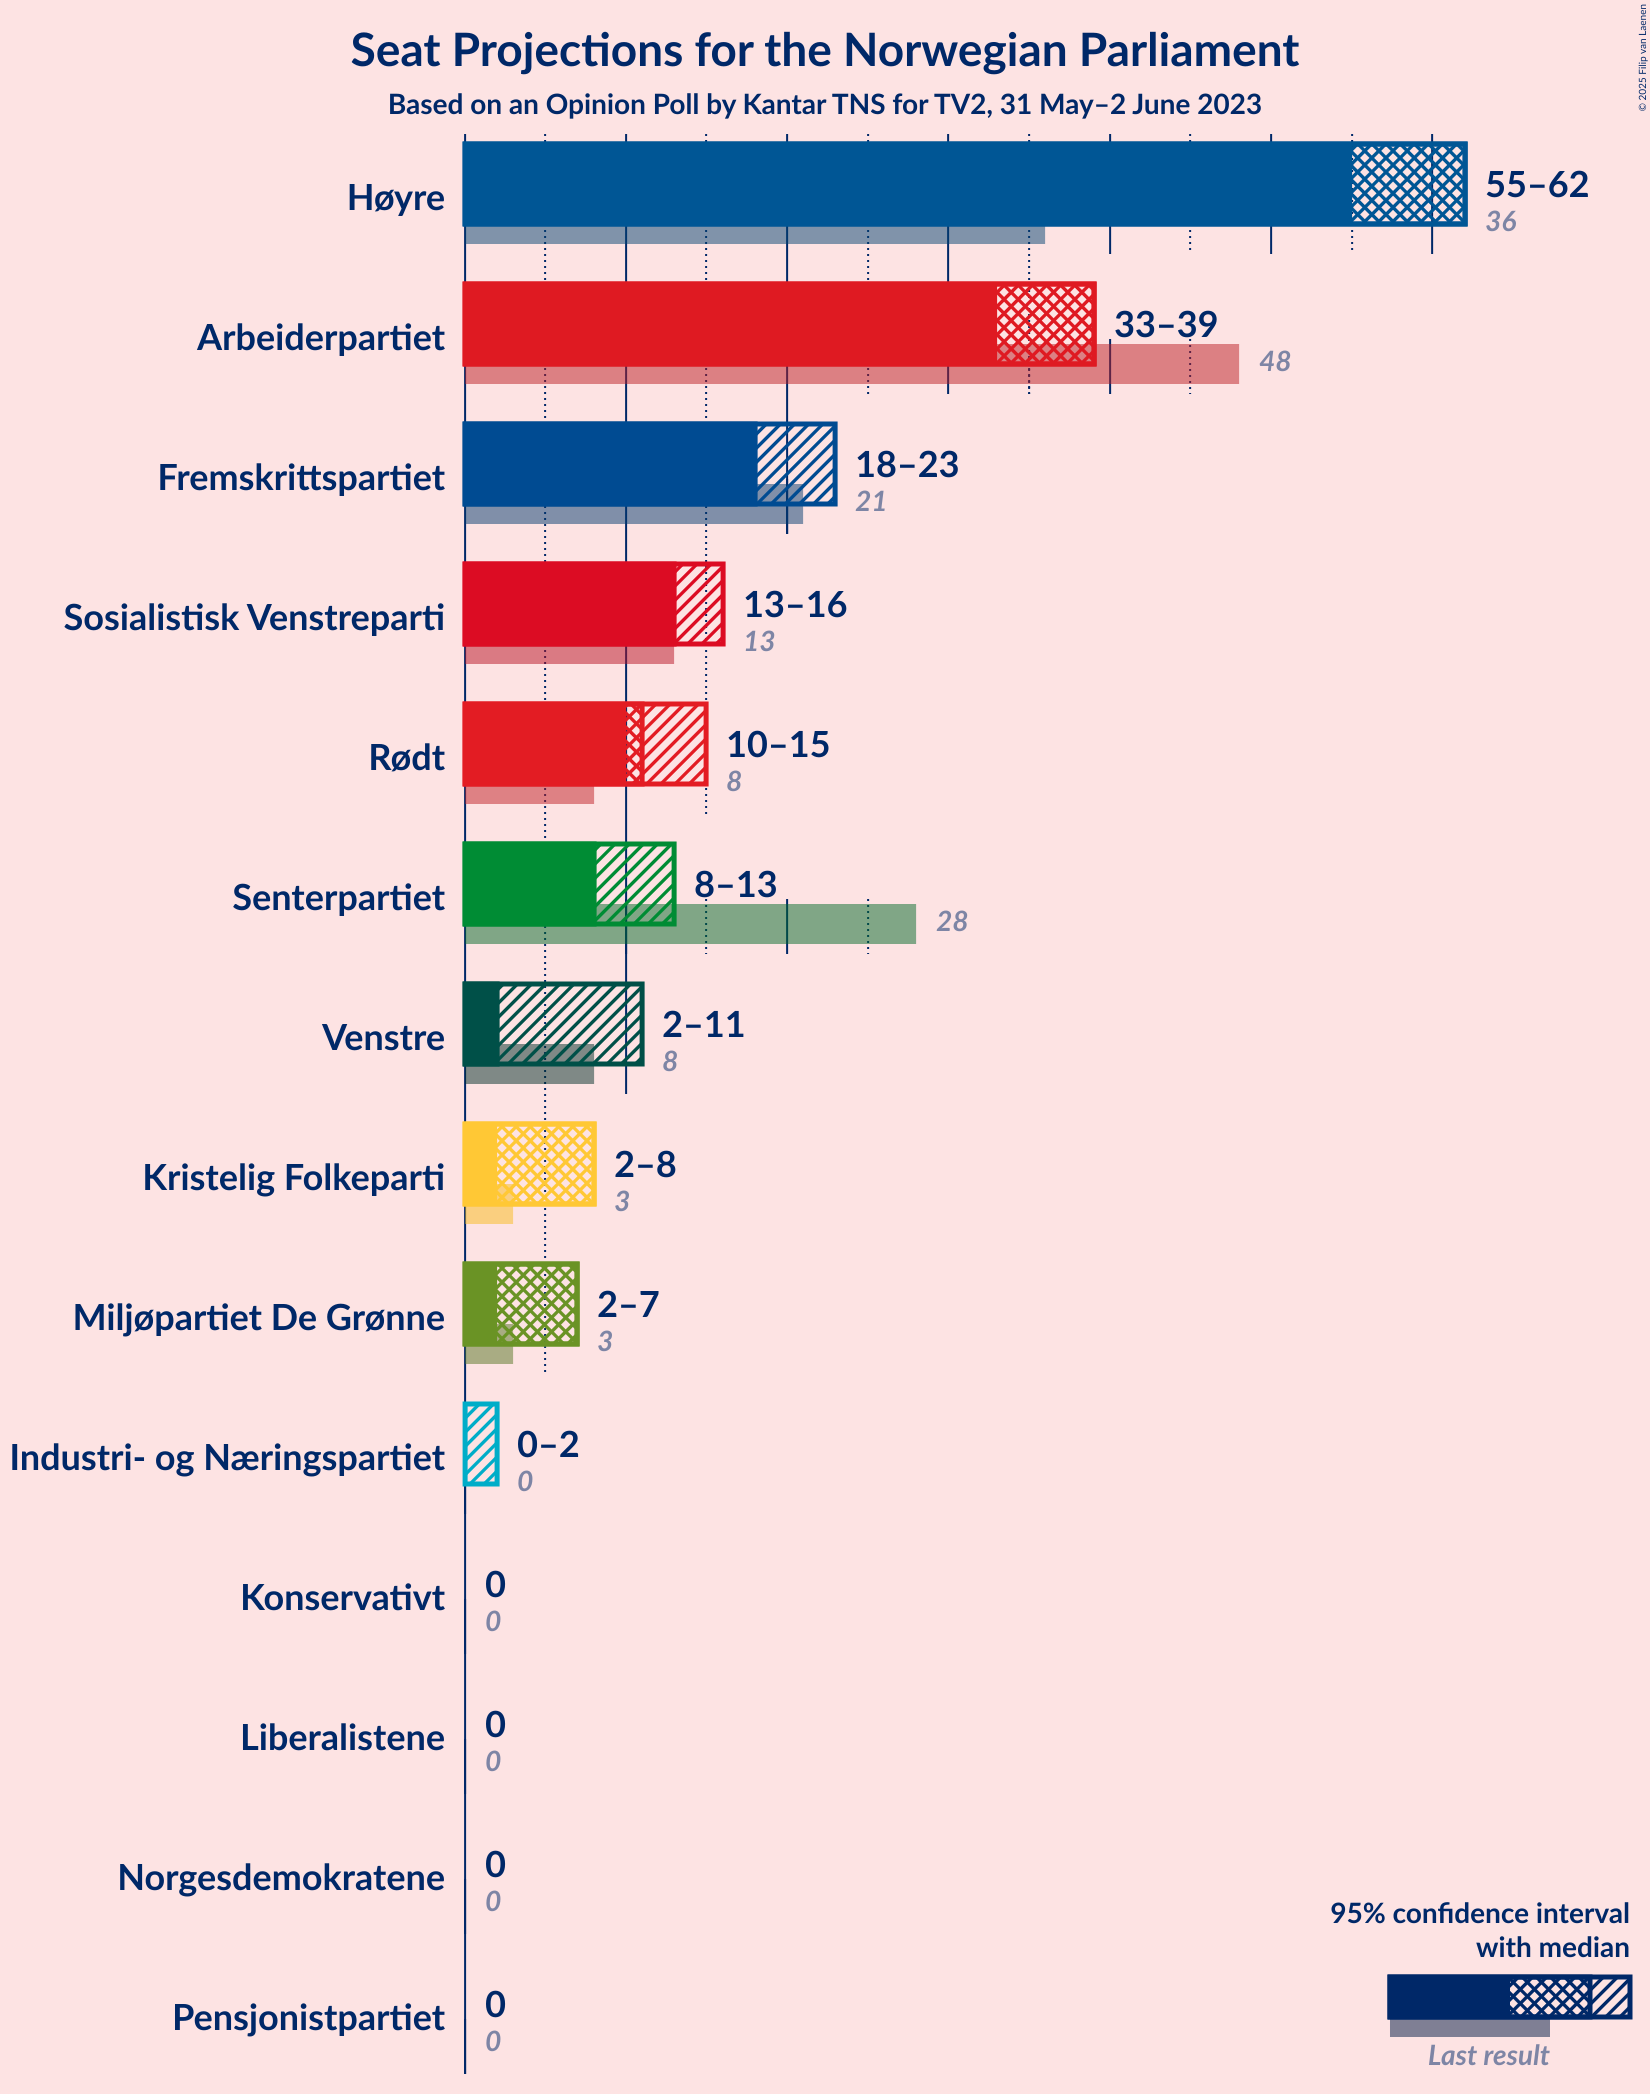 Seat Projections for the Norwegian Parliament
Based on an Opinion Poll by Kantar TNS for TV2, 31 May–2 June 2023
© 2025 Filip van Laenen
Høyre
55–62
36
Arbeiderpartiet
33–39
48
Fremskrittspartiet
18–23
21
Sosialistisk Venstreparti
13–16
13
Rødt
10–15
8
Senterpartiet
8–13
28
Venstre
2–11
8
Kristelig Folkeparti
2–8
3
Miljøpartiet De Grønne
2–7
3
Industri- og Næringspartiet
0–2
0
Konservativt
0
0
Liberalistene
0
0
Norgesdemokratene
0
0
Pensjonistpartiet
0
0
95% confidence interval
with median
Last result